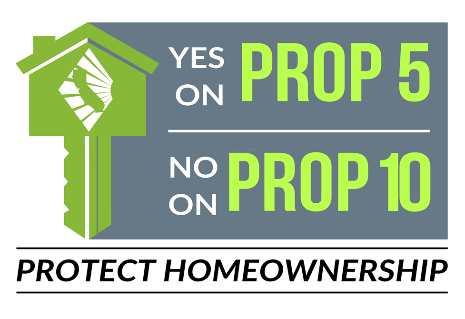 YES
ON PROP 5
NO
ON PROP 10
PROTECT HOMEOWNERSHIP